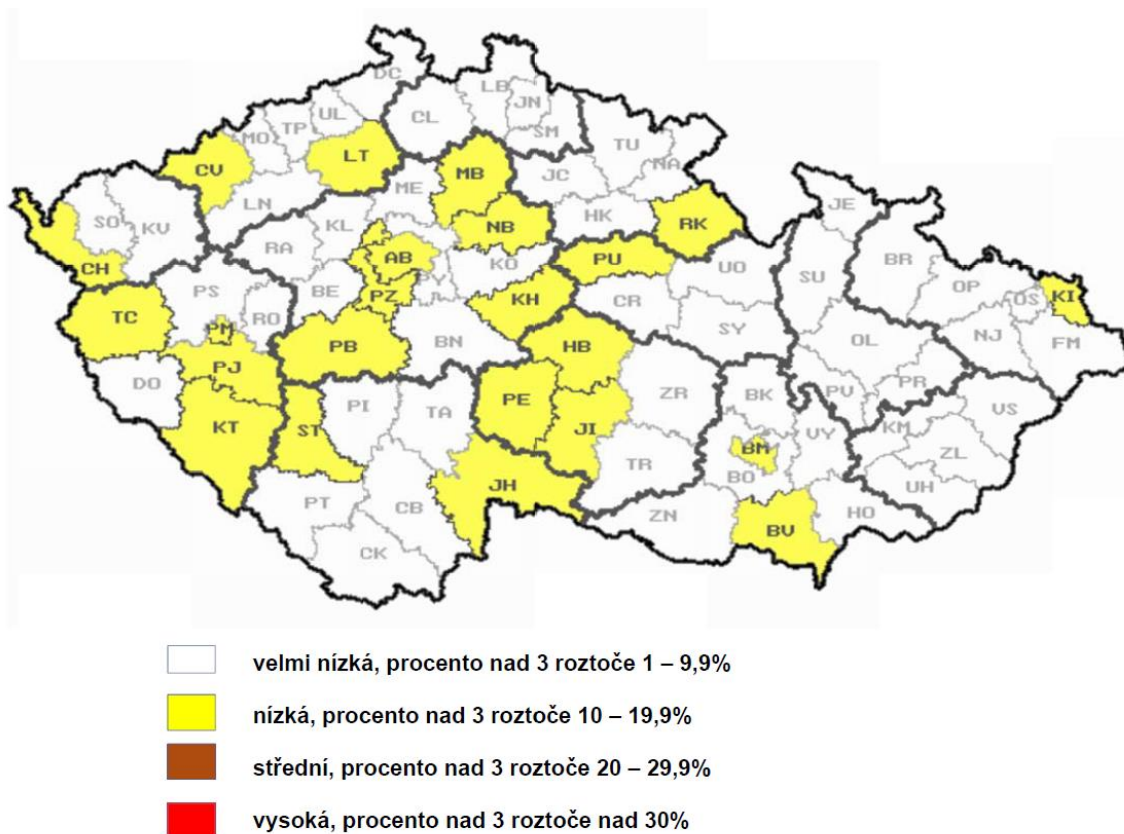 DC
LB
JN
UL
CL
SM
TP
MO
TU
LT
CV
MB
JC
NA
ME
LN
SO
KV
KL
NB
HK
RK
JE
RA
AB
KO
PU
UO
SU
BR
CH
PS
BE
PZ
PY
KH
CR
OP
OS
KI
TC
RO
PM
SY
PB
BN
HB
OL
NJ
FM
PJ
DO
PI
TA
PE
ZR
BK
PV
PR
VS
KT
ST
JI
VY
KM
BM
ZL
TR
BO
JH
UH
PT
CB
ZN
HO
BV
CK
velmi nízká, procento nad 3 roztoče 1 – 9,9%
nízká, procento nad 3 roztoče 10 – 19,9%
střední, procento nad 3 roztoče 20 – 29,9%
vysoká, procento nad 3 roztoče nad 30%